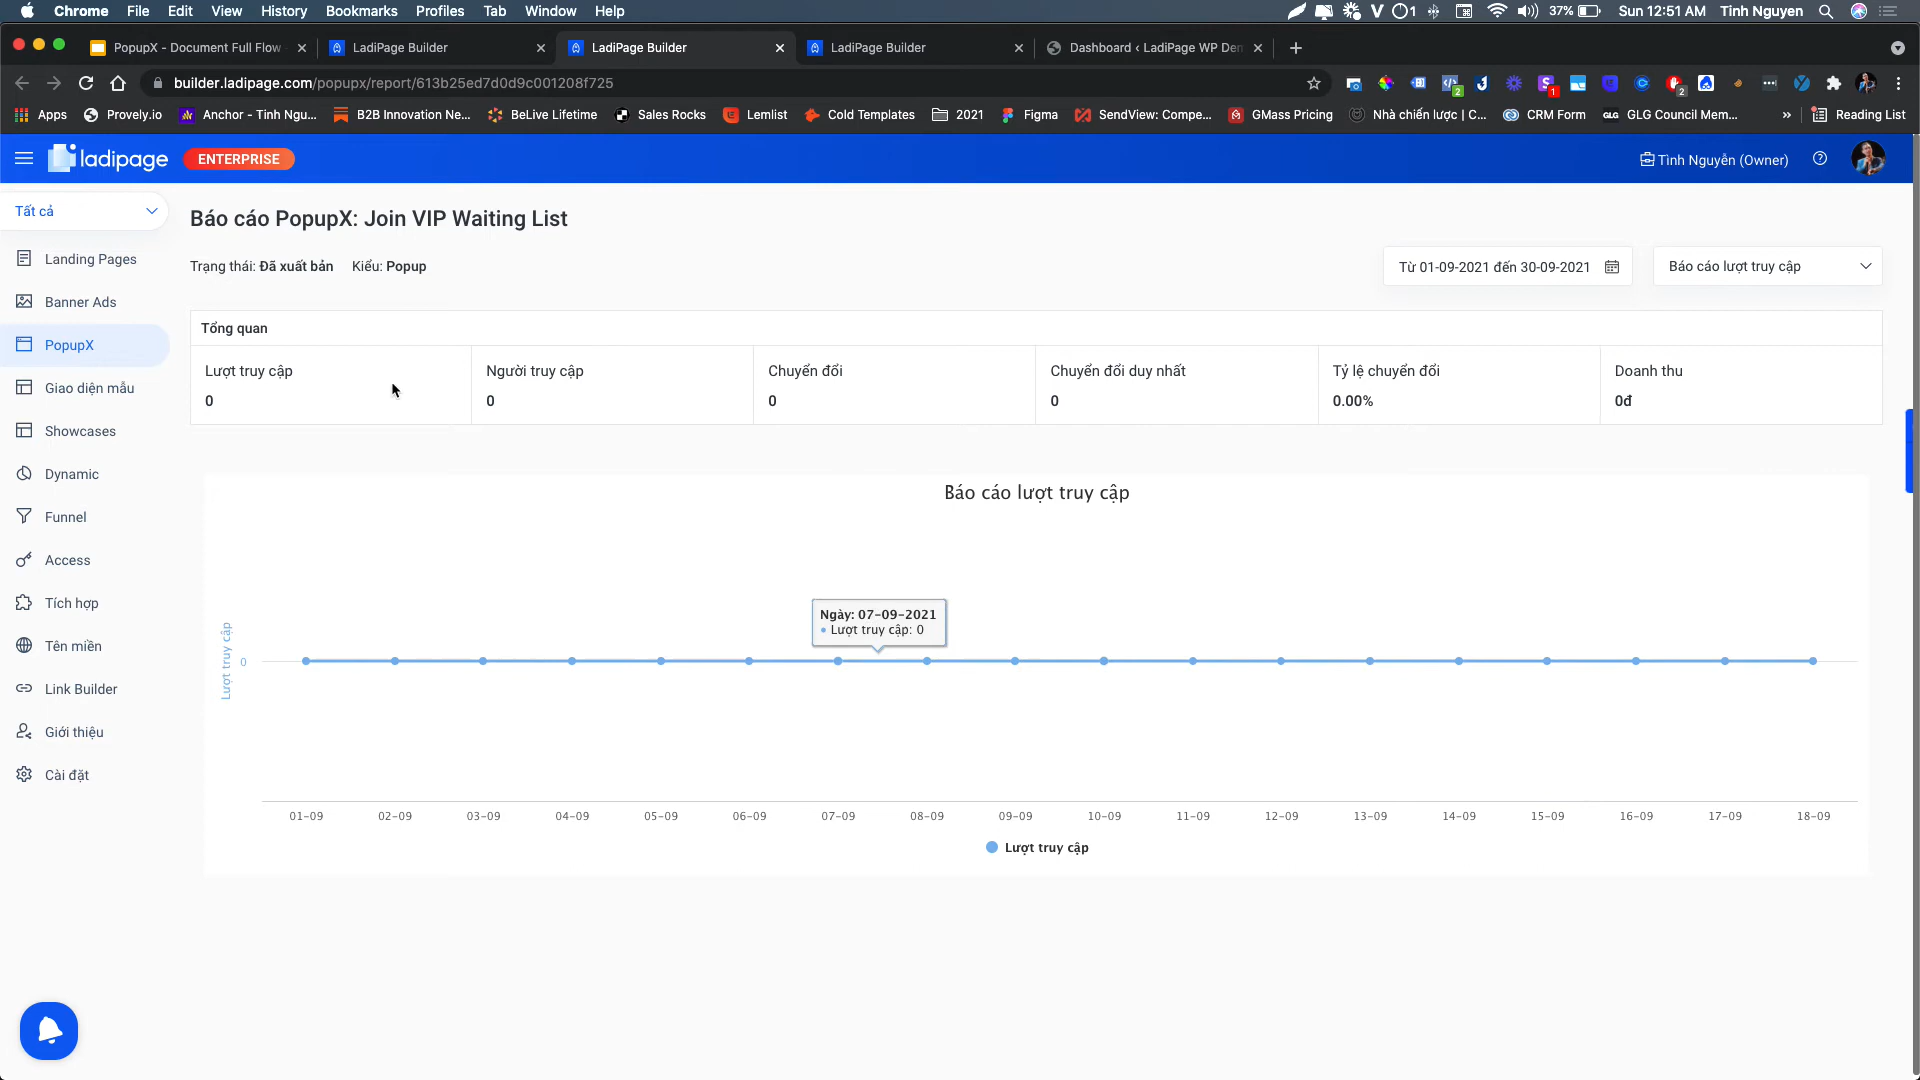 Chrome File Edit View History Bookmarks Profiles Tab Window Help
1 37% Sun 12:51 AM Tinh Nguyen
PopupX - Document Full Flow
LadiPage Builder
LadiPage Builder
LadiPage Builder
Dashboard ‹ LadiPage WP Den
builder.ladipage.com/popupx/report/613b25ed7d0d9c001208f725
Apps Provely.io Anchor - Tinh Ngu... B2B Innovation Ne... BeLive Lifetime Sales Rocks Lemlist Cold Templates 2021 Figma SendView: Compe... GMass Pricing Nhà chiến lược | C... CRM Form GLG Council Mem... » Reading List
ladipage ENTERPRISE
Tình Nguyễn (Owner)
Tất cả
Landing Pages
Banner Ads
PopupX
Giao diện mẫu
Showcases
Dynamic
Funnel
Access
Tích hợp
Tên miền
Link Builder
Giới thiệu
Cài đặt
Báo cáo PopupX: Join VIP Waiting List
Trạng thái: Đã xuất bản Kiểu: Popup
Từ 01-09-2021 đến 30-09-2021
Báo cáo lượt truy cập
Tổng quan
Lượt truy cập
0
Người truy cập
0
Chuyển đổi
0
Chuyển đổi duy nhất
0
Tỷ lệ chuyển đổi
0.00%
Doanh thu
0đ
Báo cáo lượt truy cập
Ngày: 07-09-2021
Lượt truy cập: 0
Lượt truy cập
0
01-09 02-09 03-09 04-09 05-09 06-09 07-09 08-09 09-09 10-09 11-09 12-09 13-09 14-09 15-09 16-09 17-09 18-09
Lượt truy cập